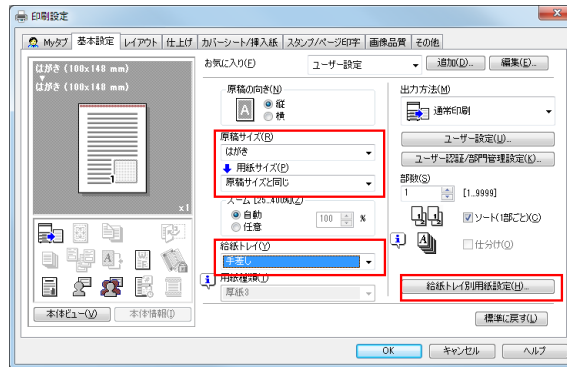 印刷設定
Myタブ 基本設定 レイアウト 仕上げ カバーシート/挿入紙 スタンプ/ページ印字 画像品質 その他
はがき (100x148 mm)
はがき (100x148 mm)
1
x1
本体ビュー(V) 本体情報(I)
お気に入り(F) ユーザー設定 追加(D)... 編集(E)...
原稿の向き(N)
A
縦
横
原稿サイズ(R)
はがき
用紙サイズ(P)
原稿サイズと同じ
ズーム [25..400%](Z)
自動
任意
100 %
給紙トレイ(Y)
手差し
用紙種類(T)
厚紙3
出力方法(M)
通常印刷
ユーザー設定(U)...
ユーザー認証/部門管理設定(K)...
部数(S)
1 [1..9999]
ソート(1部ごと)(C)
仕分け(O)
給紙トレイ別用紙設定(H)...
標準に戻す(L)
OK キャンセル ヘルプ